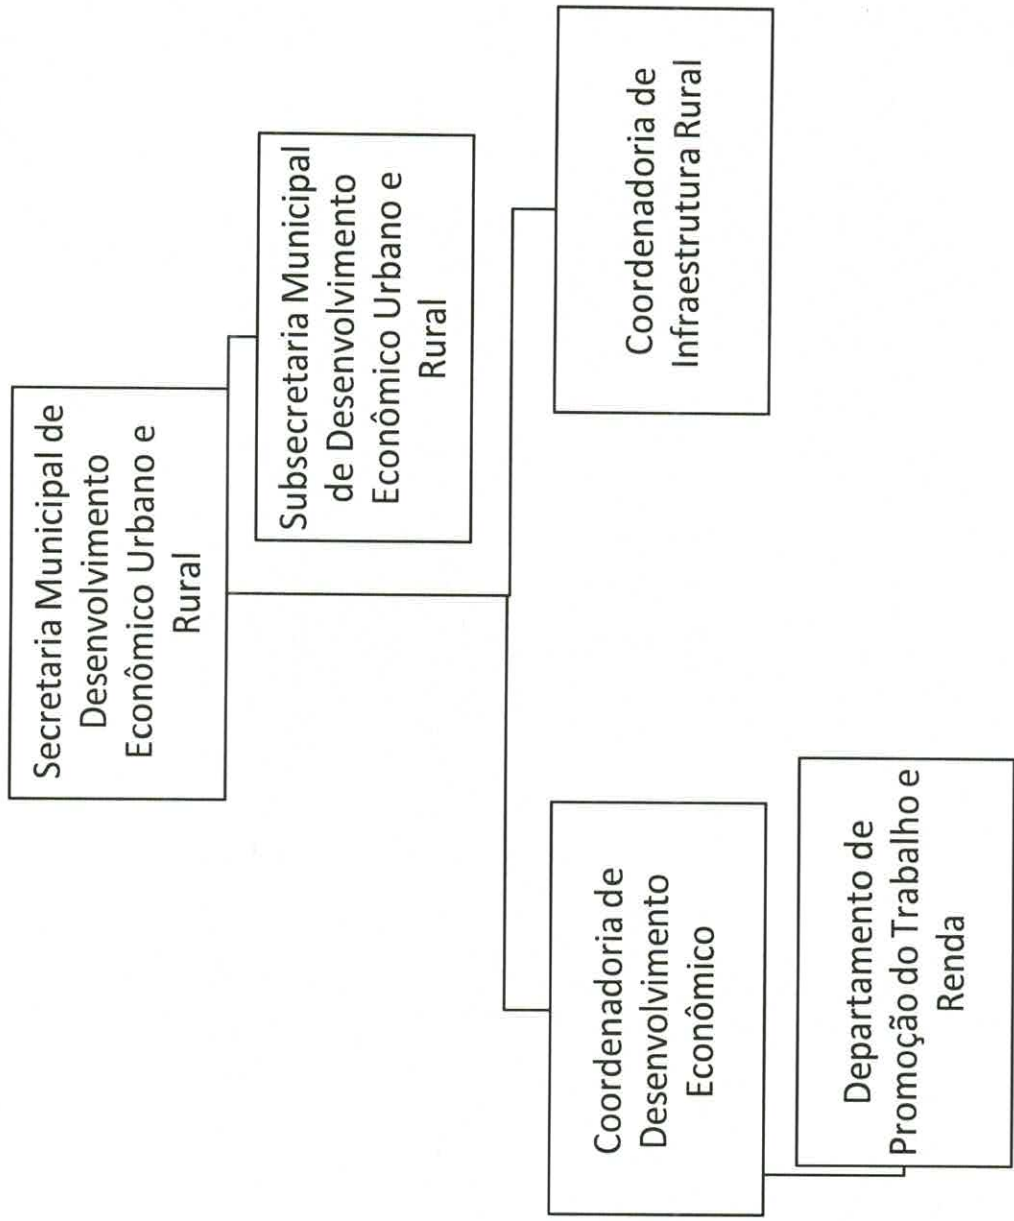 Secretaria Municipal de
Desenvolvimento
Econômico Urbano e
Rural
Subsecretaria Municipal
de Desenvolvimento
Econômico Urbano e
Rural
Coordenadoria de
Desenvolvimento
Econômico
Coordenadoria de
Infraestrutura Rural
Departamento de
Promoção do Trabalho e
Renda